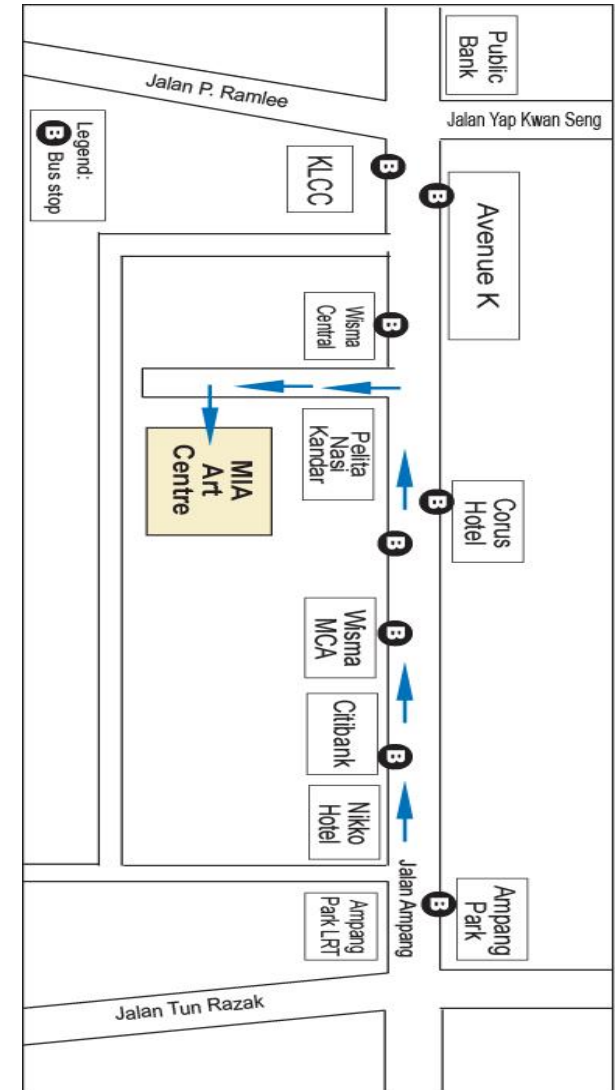 Public
Bank
Jalan Yap Kwan Seng
Avenue K
Corus
Hotel
Ampang
Park
B
B
B
Jalan Ampang
B
B
B
B
B
KLCC
Wisma
Central
Pelita
Nasi
Kandar
Wisma
MCA
Citibank
Nikko
Hotel
Ampang
Park LRT
Jalan P. Ramlee
MIA
Art
Centre
Jalan Tun Razak
Legend:
B Bus stop